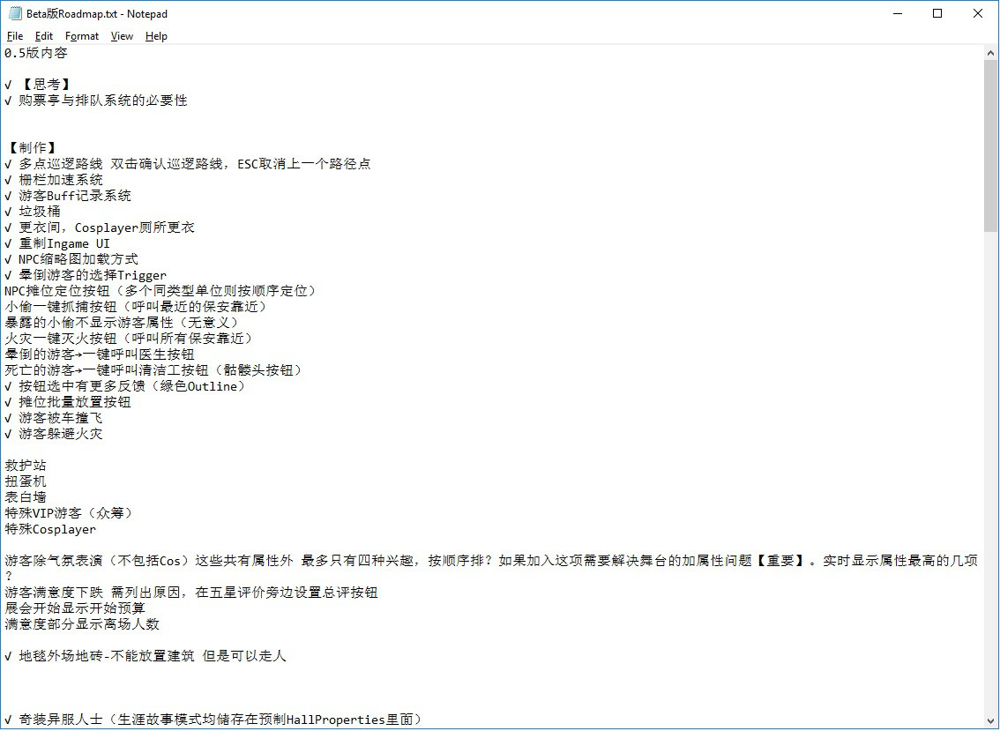 Beta版Roadmap.txt - Notepad
File Edit Format View Help
0.5版内容
√ 【思考】
√ 购票亭与排队系统的必要性
【制作】
√ 多点巡逻路线 双击确认巡逻路线，ESC取消上一个路径点
√ 栅栏加速系统
√ 游客Buff记录系统
√ 垃圾桶
√ 更衣间，Cosplayer厕所更衣
√ 重制Ingame UI
√ NPC缩略图加载方式
√ 晕倒游客的选择Trigger
NPC摊位定位按钮（多个同类型单位则按顺序定位）
小偷一键抓捕按钮（呼叫最近的保安靠近）
暴露的小偷不显示游客属性（无意义）
火灾一键灭火按钮（呼叫所有保安靠近）
晕倒的游客→一键呼叫医生按钮
死亡的游客→一键呼叫清洁工按钮（骷髅头按钮）
√ 按钮选中有更多反馈（绿色Outline）
√ 摊位批量放置按钮
√ 游客被车撞飞
√ 游客躲避火灾
救护站
扭蛋机
表白墙
特殊VIP游客（众筹）
特殊Cosplayer
游客除气氛表演（不包括Cos）这些共有属性外 最多只有四种兴趣，按顺序排？如果加入这项需要解决舞台的加属性问题【重要】。实时显示属性最高的几项
？
游客满意度下跌 需列出原因，在五星评价旁边设置总评按钮
展会开始显示开始预算
满意度部分显示离场人数
√ 地毯外场地砖-不能放置建筑 但是可以走人
√ 奇装异服人士（生涯故事模式均储存在预制HallProperties里面）